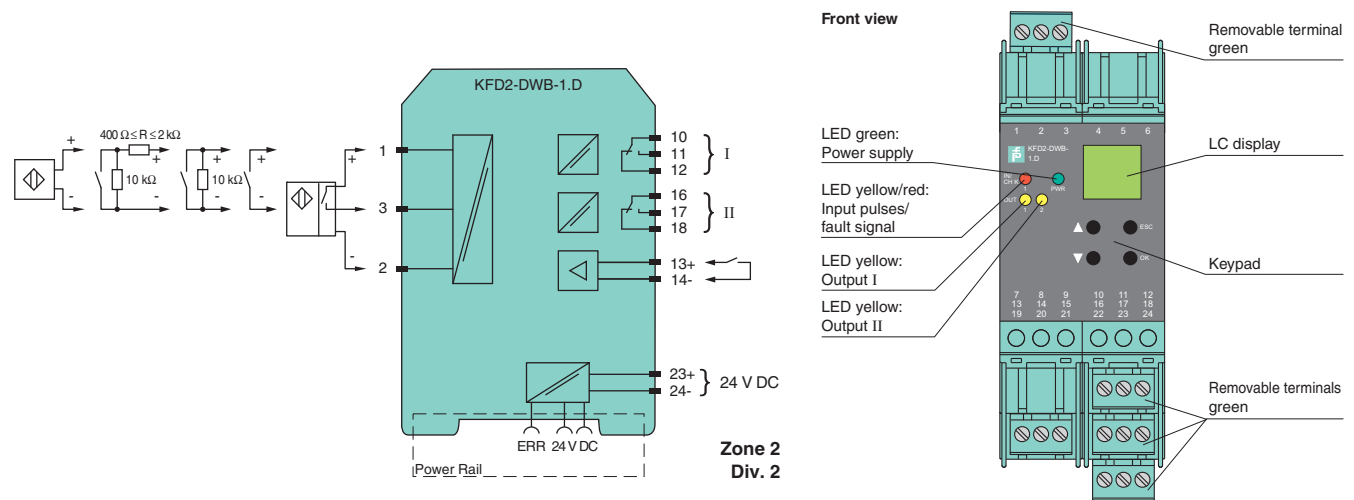 KFD2-DWB-1.D
400 Ω ≤ R ≤ 2 kΩ
+
-
10 kΩ
+
-
10 kΩ
+
-
+
-
+
-
1
3
2
10
11
12
I
16
17
18
II
13+
14-
23+
24-
24 V DC
ERR 24 V DC
Power Rail
Zone 2
Div. 2
Front view
Removable terminal
green
LED green:
Power supply
LC display
LED yellow/red:
Input pulses/
fault signal
LED yellow:
Output I
Keypad
LED yellow:
Output II
Removable terminals
green
1 2 3 4 5 6
KFD2-DWB-
1.D
IN
CHK
1
PWR
OUT
1 2
ESC
OK
7 8 9 10 11 12
13 14 15 16 17 18
19 20 21 22 23 24